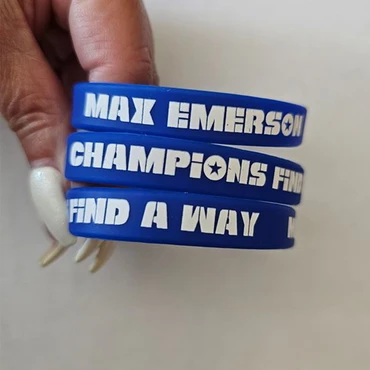 MAX EMERSON
CHAMPiONS FiND
FiND A WAY